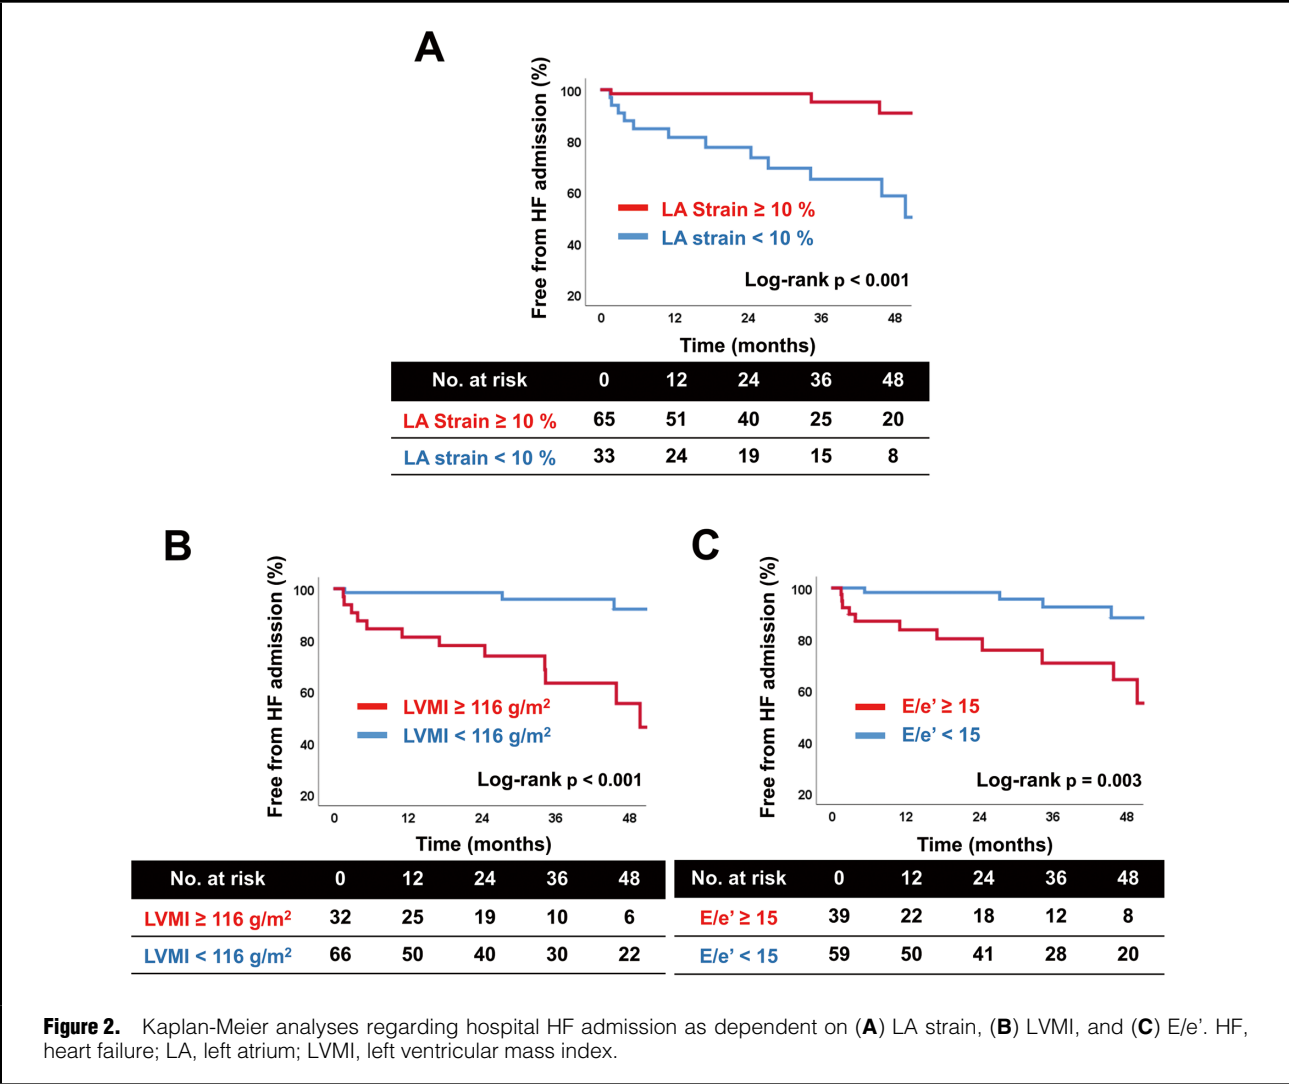 A
Free from HF admission (%)
100
80
60
40
20
LA Strain ≥ 10 %
LA strain < 10 %
Log-rank p < 0.001
0 12 24 36 48
Time (months)
No. at risk 0 12 24 36 48
LA Strain ≥ 10 % 65 51 40 25 20
LA strain < 10 % 33 24 19 15 8
B
Free from HF admission (%)
100
80
60
40
20
LVMI ≥ 116 g/m²
LVMI < 116 g/m²
Log-rank p < 0.001
0 12 24 36 48
Time (months)
No. at risk 0 12 24 36 48
LVMI ≥ 116 g/m² 32 25 19 10 6
LVMI < 116 g/m² 66 50 40 30 22
C
Free from HF admission (%)
100
80
60
40
20
E/e’ ≥ 15
E/e’ < 15
Log-rank p = 0.003
0 12 24 36 48
Time (months)
No. at risk 0 12 24 36 48
E/e’ ≥ 15 39 22 18 12 8
E/e’ < 15 59 50 41 28 20
Figure 2. Kaplan-Meier analyses regarding hospital HF admission as dependent on (A) LA strain, (B) LVMI, and (C) E/e’. HF,
heart failure; LA, left atrium; LVMI, left ventricular mass index.